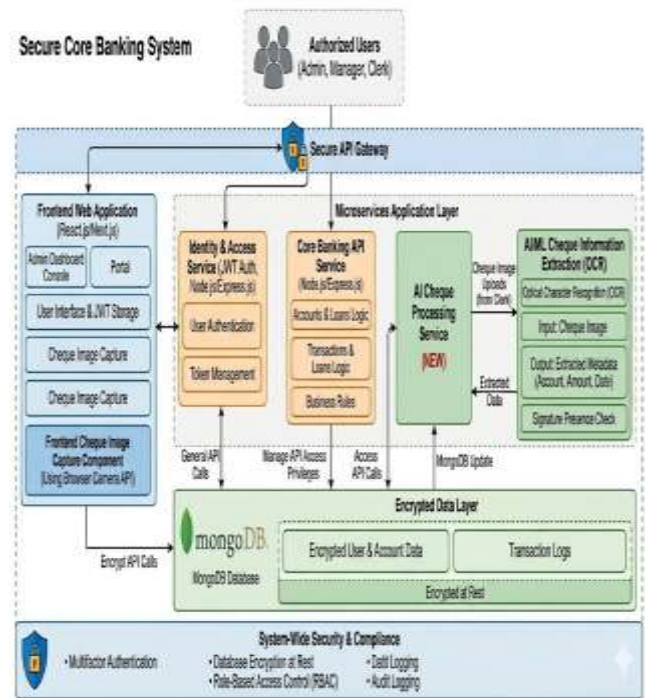 Secure Core Banking System
Authorized Users
(Admin, Manager, Clerk)
Secure API Gateway
Frontend Web Application
(React.js/Next.js)
Admin Dashboard
Console
Portal
User Interface & JWT Storage
Cheque Image Capture
Cheque Image Capture
Frontend Cheque Image
Capture Component
(Using Browser Camera API)
Microservices Application Layer
Identity & Access
Service (JWT Auth,
Node.js/Express.js)
User Authentication
Token Management
Core Banking API
Service
(Node.js/Express.js)
Accounts & Loans Logic
Transactions &
Loans Logic
Business Rules
AI Cheque
Processing
Service
(NEW)
Cheque Image
Uploads
(from Clerk)
Extracted
Data
AI/ML Cheque Information
Extraction (OCR)
Optical Character Recognition (OCR)
Input: Cheque Image
Output: Extracted Metadata
(Account, Amount, Date)
Signature Presence Check
General API
Calls
Manage API Access
Privileges
Access
API Calls
MongoDB Update
Encrypt API Calls
Encrypted Data Layer
mongoDB.
MongoDB Database
Encrypted User & Account Data
Transaction Logs
Encrypted at Rest
System-Wide Security & Compliance
• Multifactor Authentication
• Database Encryption at Rest
• Role-Based Access Control (RBAC)
• Logging
• Audit Logging